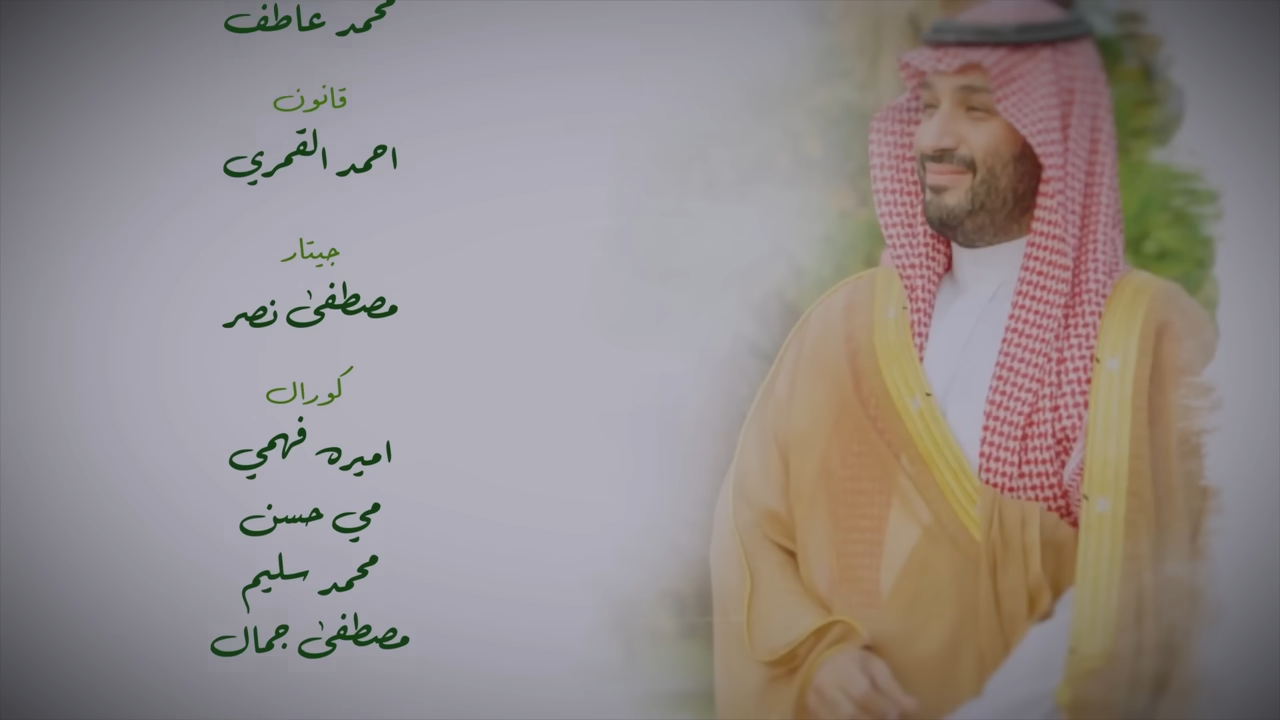 محمد عاطف
قانون
احمد القمري
جيتار
مصطفىٰ نصر
كورال
اميره فهمي
مي حسن
محمد سليم
مصطفىٰ جمال